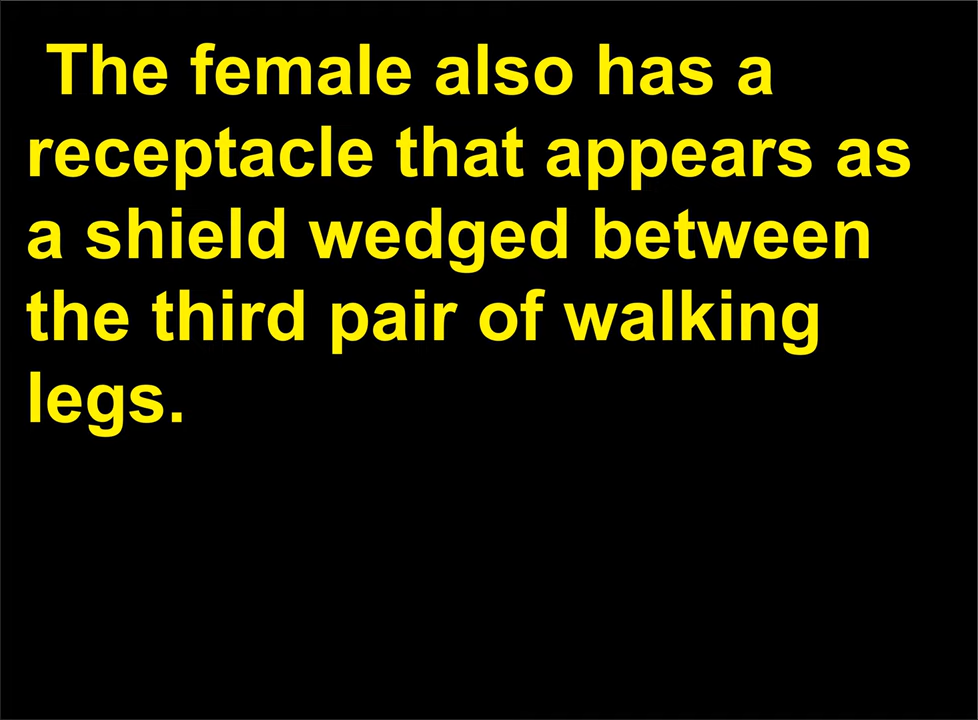 The female also has a
receptacle that appears as
a shield wedged between
the third pair of walking
legs.